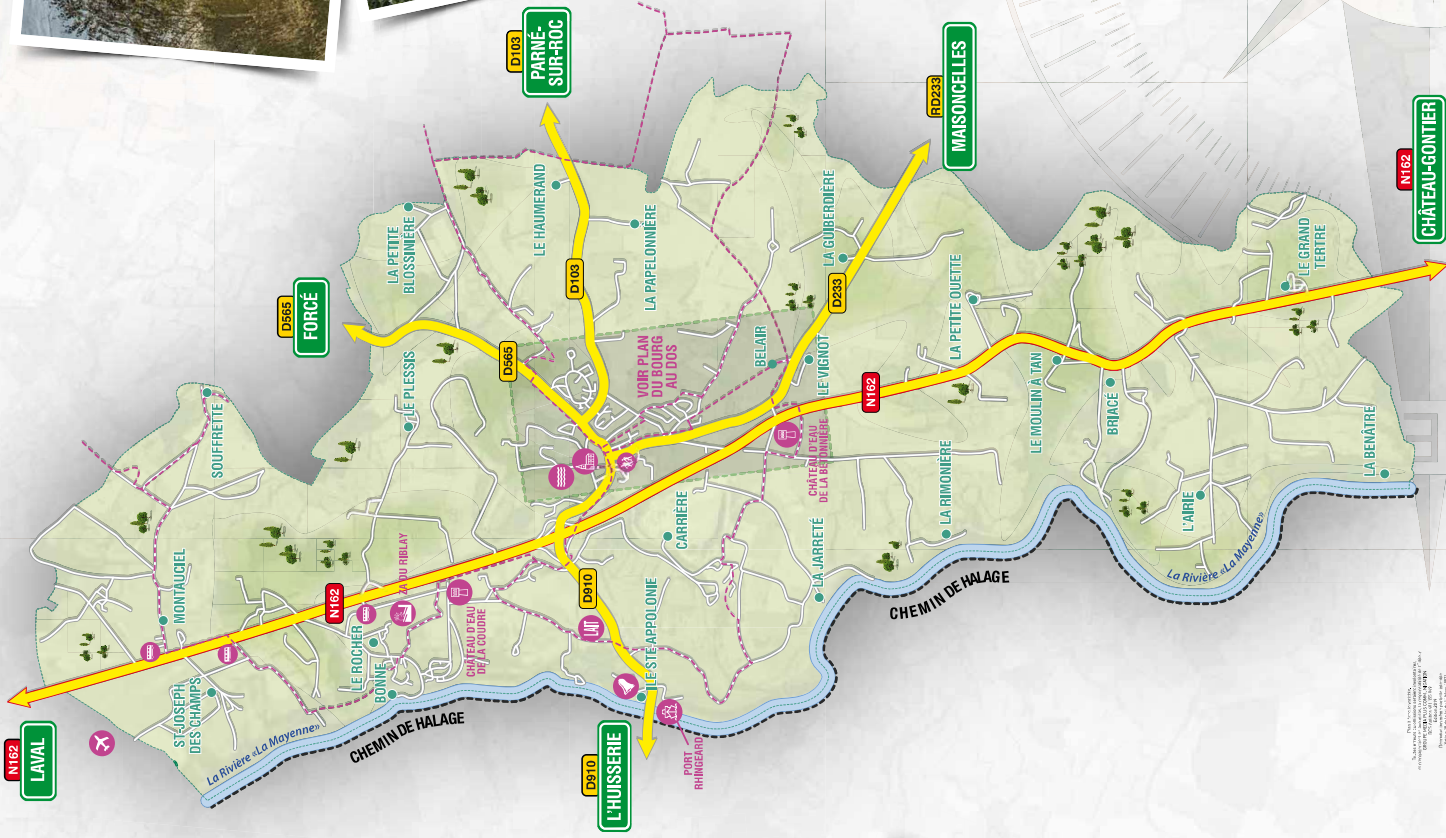 N162
LAVAL
D565
FORCÉ
D103
PARNÉ-
SUR-ROC
RD233
MAISONCELLES
N162
CHÂTEAU-GONTIER
D910
L'HUISSERIE
SOUFFRETTE
MONTAUCIEL
ST-JOSEPH
DES CHAMPS
La Rivière «La Mayenne»
CHEMIN DE HALAGE
N162
LE ROCHER
BONNE
ZA DU RIBLAY
CHÂTEAU D'EAU
DE LA COUDRE
LE PLESSIS
LA PETITE
BLOSSINIÈRE
D565
LE HAUMERAND
D103
LA PAPELONNIÈRE
VOIR PLAN
DU BOURG
AU DOS
BELAIR
LE VIGNOT
D233
LA GUIBERDIÈRE
CHÂTEAU D'EAU
DE LA BETONNIÈRE
N162
D910
LAIT
CARRIÈRE
ILE STE-APPOLONIE
PORT
RHINGEARD
LA JARRETÉ
LA RIMONIÈRE
CHEMIN DE HALAGE
LA PETITE OUETTE
LE MOULIN À TAN
BRIACÉ
L'AIRIE
La Rivière «La Mayenne»
LE GRAND
TERTRE
LA BENÂTRE